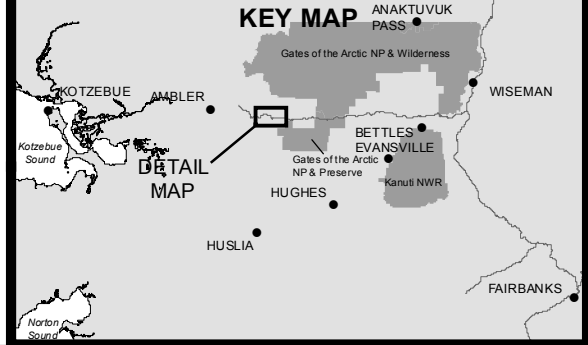 KEY MAP
ANAKTUVUK
PASS
Gates of the Arctic NP & Wilderness
KOTZEBUE
AMBLER
WISEMAN
Kotzebue
Sound
DETAIL
MAP
BETTLES
EVANSVILLE
Gates of the Arctic
NP & Preserve
Kanuti NWR
HUGHES
HUSLIA
FAIRBANKS
Norton
Sound